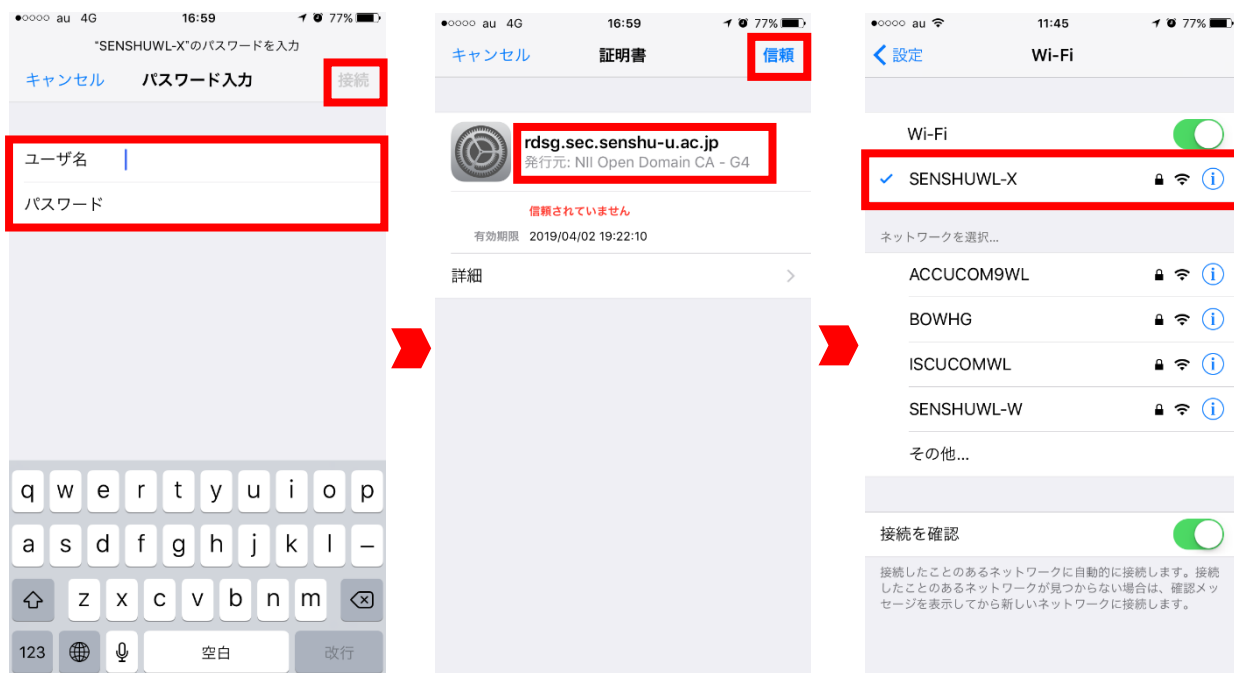 ●○○○○ au 4G 16:59 77%
"SENSHUWL-X"のパスワードを入力
キャンセル パスワード入力 接続
ユーザ名
パスワード
q w e r t y u i o p
a s d f g h j k l –
z x c v b n m
123 空白 改行
●○○○○ au 4G 16:59 77%
キャンセル 証明書 信頼
rdsg.sec.senshu-u.ac.jp
発行元: NII Open Domain CA - G4
信頼されていません
有効期限 2019/04/02 19:22:10
詳細
●○○○○ au 11:45 77%
設定 Wi-Fi
Wi-Fi
SENSHUWL-X
ネットワークを選択...
ACCUCOM9WL
BOWHG
ISCUCOMWL
SENSHUWL-W
その他...
接続を確認
接続したことのあるネットワークに自動的に接続します。接続
したことのあるネットワークが見つからない場合は、確認メッ
セージを表示してから新しいネットワークに接続します。